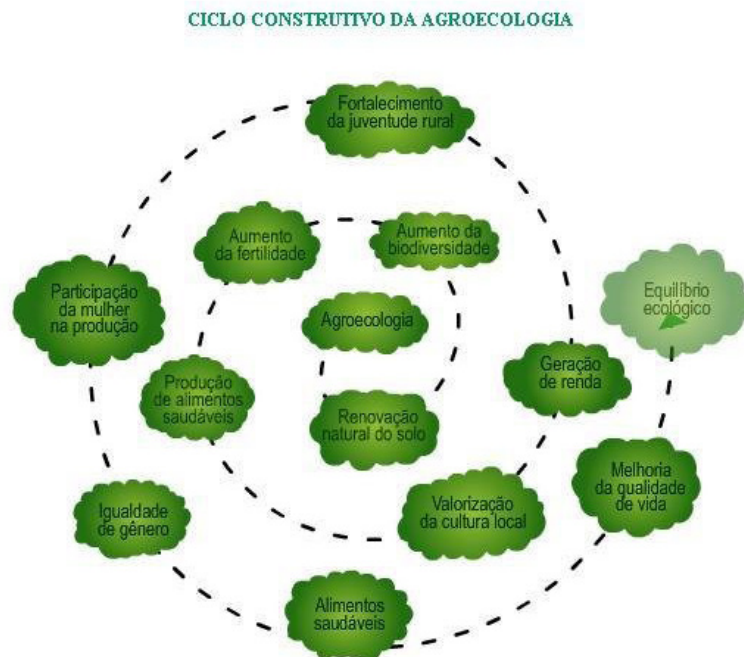 CICLO CONSTRUTIVO DA AGROECOLOGIA
Fortalecimento
da juventude rural
Aumento
da fertilidade
Aumento da
biodiversidade
Participação
da mulher
na produção
Equilíbrio
ecológico
Agroecologia
Geração
de renda
Produção
de alimentos
saudáveis
Renovação
natural do solo
Melhoria
da qualidade
de vida
Igualdade
de gênero
Valorização
da cultura local
Alimentos
saudáveis